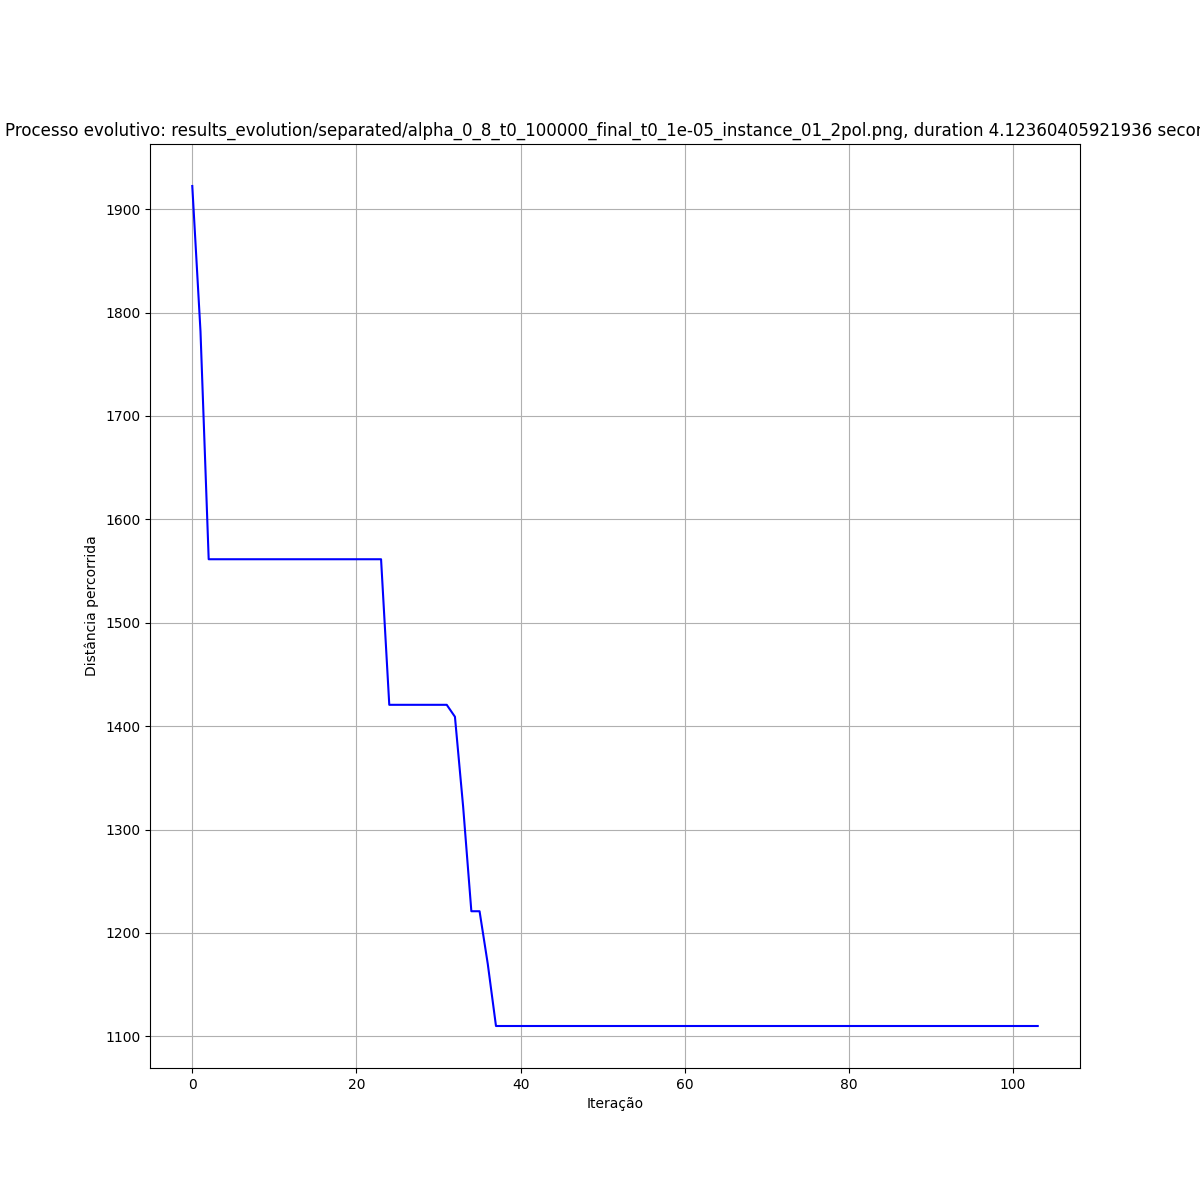 Processo evolutivo: results_evolution/separated/alpha_0_8_t0_100000_final_t0_1e-05_instance_01_2pol.png, duration 4.12360405921936
1900
1800
1700
1600
1500
1400
1300
1200
1100
Distância percorrida
0 20 40 60 80 100
Iteração